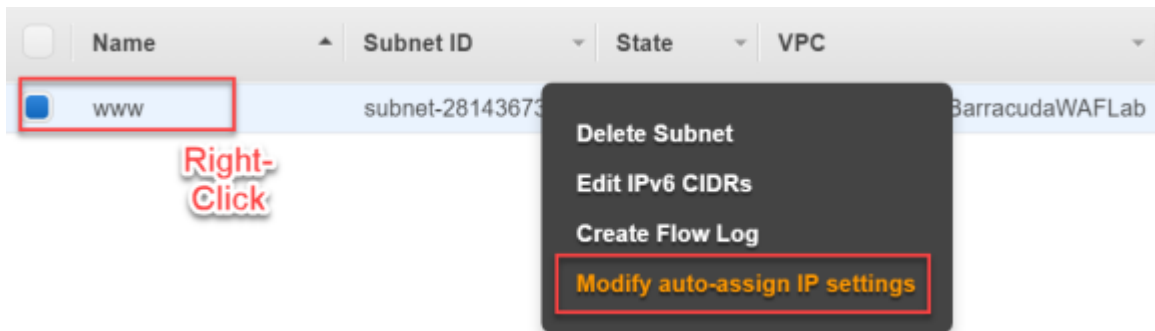 Name Subnet ID State VPC
www subnet-28143673 BarracudaWAFLab
Right-
Click
Delete Subnet
Edit IPv6 CIDRs
Create Flow Log
Modify auto-assign IP settings